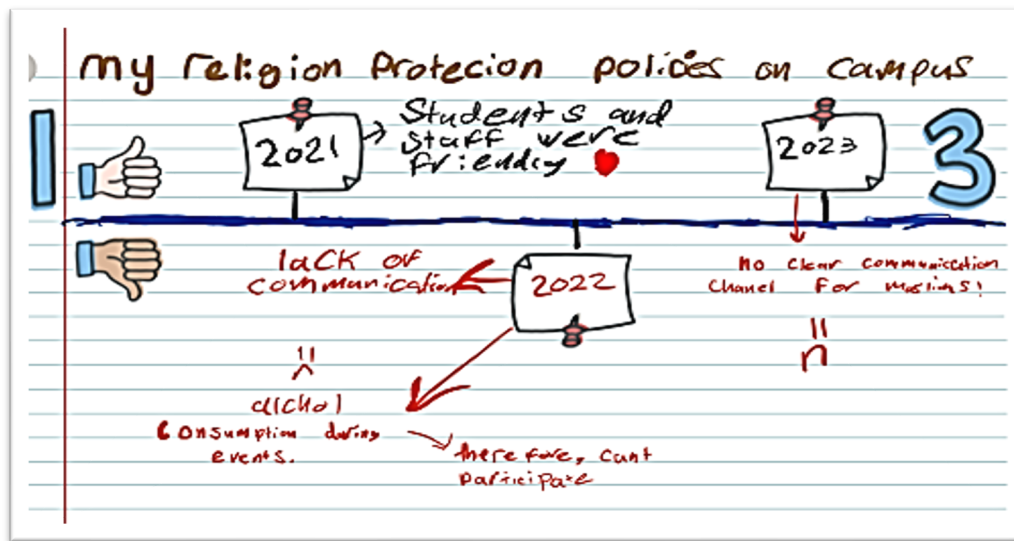 my religion Protecion policies on campus
1
2021
Students and
staff were
friendly
2023
3
lack of
communication
2022
no clear communication
chanel for muslims!
alchol
consumption during
events.
therefore, cant
participate